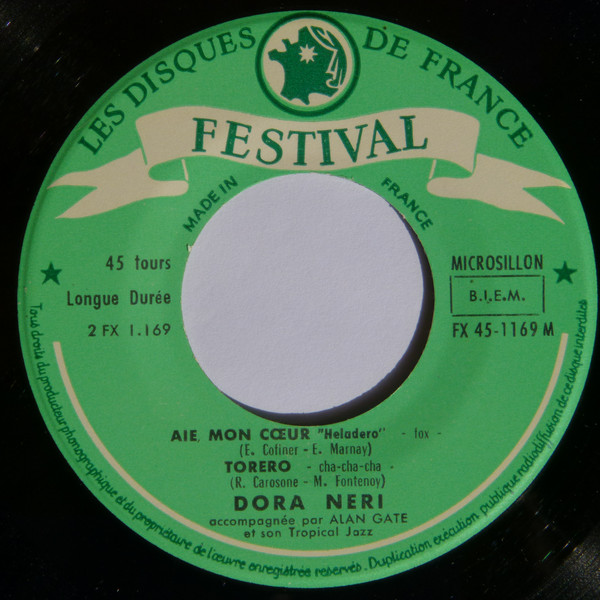 LES DISQUES DE FRANCE
FESTIVAL
MADE IN FRANCE
45 tours
Longue Durée
2 FX 1.169
MICROSILLON
B.I.E.M.
FX 45-1169 M
AIE, MON CŒUR "Heladero" - fox -
(E. Cofiner - E. Marnay)
TORERO - cha-cha-cha -
(R. Carosone - M. Fontenoy)
DORA NERI
accompagnée par ALAN GATE
et son Tropical Jazz
Tous droits du producteur phonographique et du propriétaire de l'œuvre enregistrée réservés. Duplication exécution publique radiodiffusion de ce disque interdites